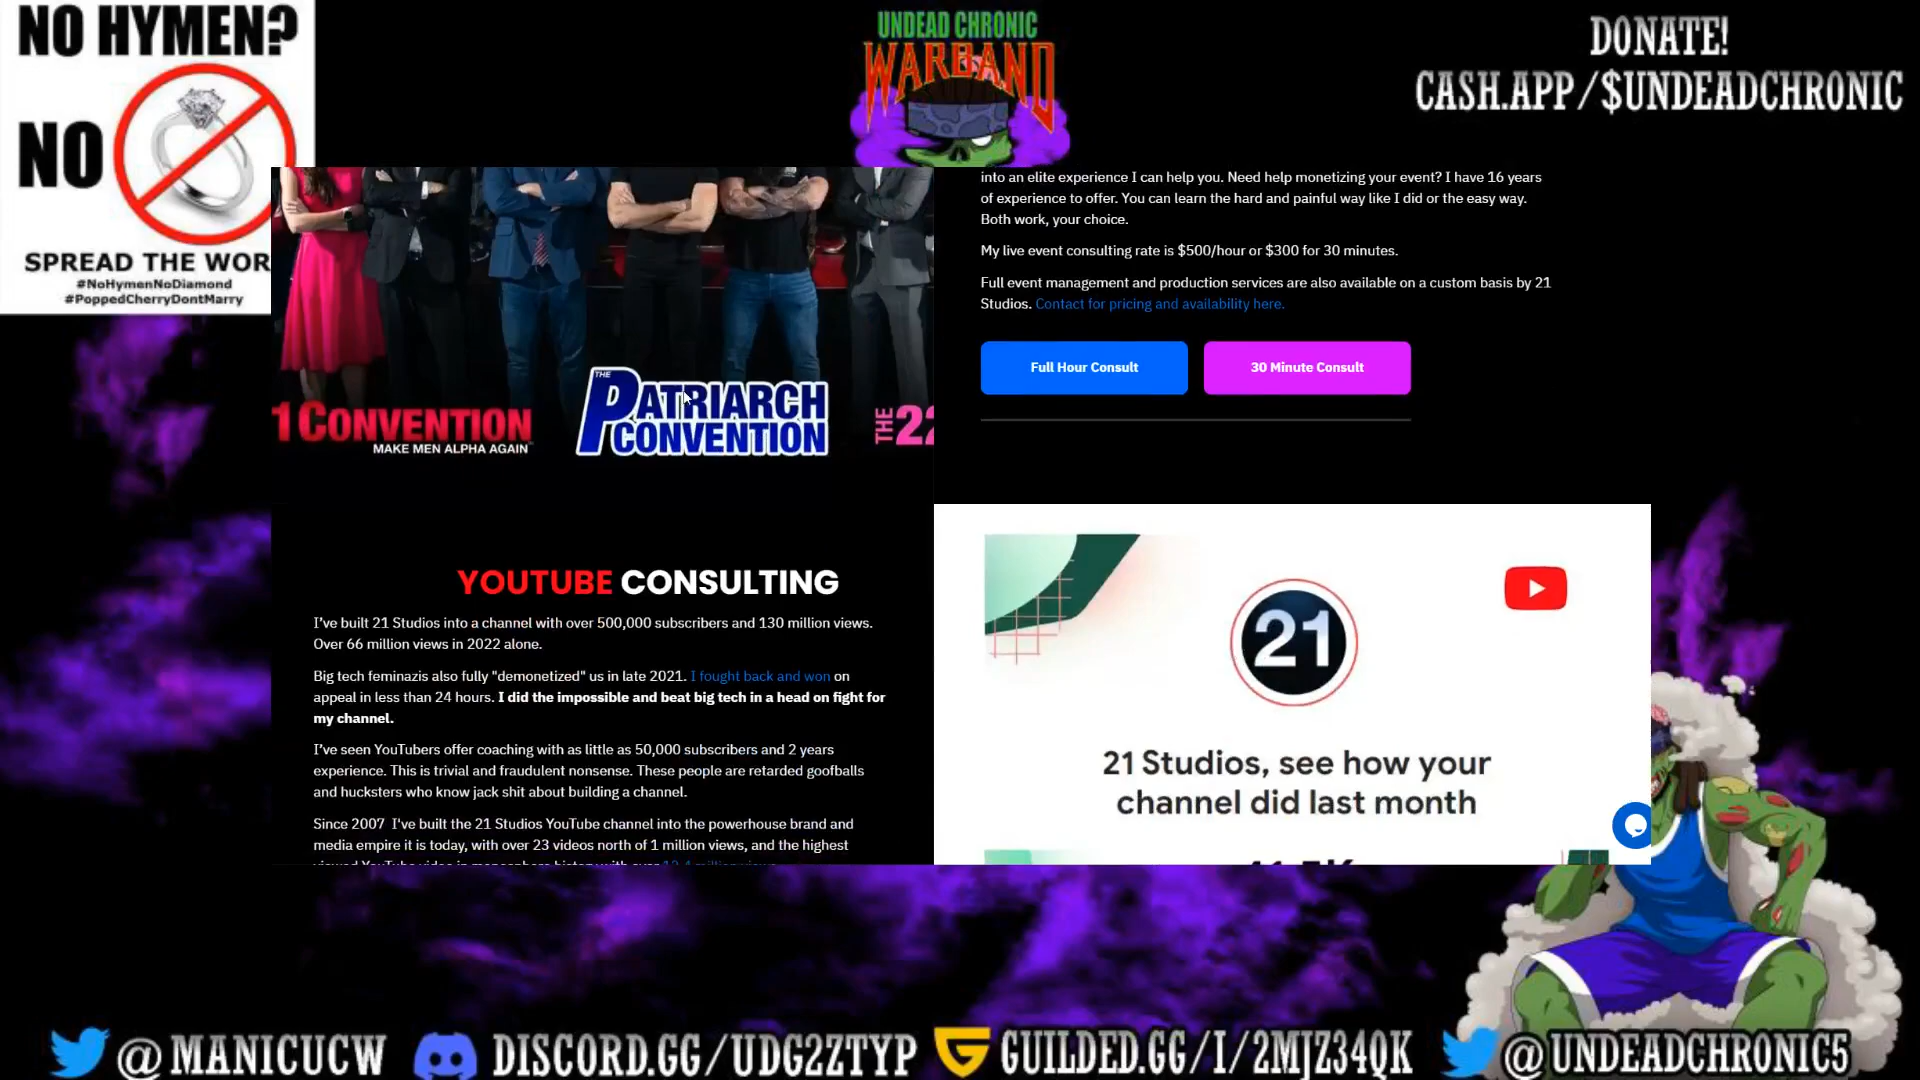 NO HYMEN?
NO
SPREAD THE WOR
#NoHymenNoDiamond
#PoppedCherryDontMarry
UNDEAD CHRONIC
WARBAND
DONATE!
CASH.APP/$UNDEADCHRONIC
1CONVENTION
MAKE MEN ALPHA AGAIN
THE
PATRIARCH
CONVENTION
THE 22
into an elite experience I can help you. Need help monetizing your event? I have 16 years
of experience to offer. You can learn the hard and painful way like I did or the easy way.
Both work, your choice.
My live event consulting rate is $500/hour or $300 for 30 minutes.
Full event management and production services are also available on a custom basis by 21
Studios. Contact for pricing and availability here.
Full Hour Consult
30 Minute Consult
YOUTUBE CONSULTING
I've built 21 Studios into a channel with over 500,000 subscribers and 130 million views.
Over 66 million views in 2022 alone.
Big tech feminazis also fully "demonetized" us in late 2021. I fought back and won on
appeal in less than 24 hours. I did the impossible and beat big tech in a head on fight for
my channel.
I've seen YouTubers offer coaching with as little as 50,000 subscribers and 2 years
experience. This is trivial and fraudulent nonsense. These people are retarded goofballs
and hucksters who know jack shit about building a channel.
Since 2007 I've built the 21 Studios YouTube channel into the powerhouse brand and
media empire it is today, with over 23 videos north of 1 million views, and the highest
21
21 Studios, see how your
channel did last month
@MANICUCW
DISCORD.GG/UDG2ZTYP
GUILDED.GG/I/2MJZ34QK
@UNDEADCHRONIC5